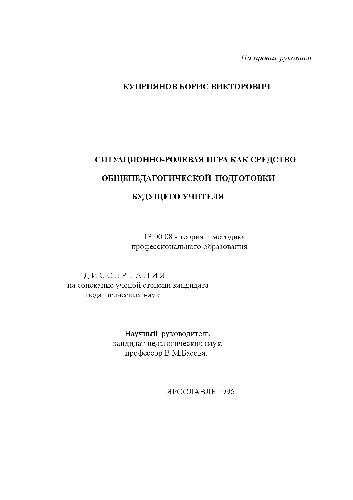 На правах рукописи
КУПРИЯНОВ БОРИС ВИКТОРОВИЧ
СИТУАЦИОННО-РОЛЕВАЯ ИГРА КАК СРЕДСТВО
ОБЩЕПЕДАГОГИЧЕСКОЙ ПОДГОТОВКИ
БУДУЩЕГО УЧИТЕЛЯ
13.00.08 - теория и методика
профессионального образования
ДИССЕРТАЦИЯ
на соискание ученой степени кандидата
педагогических наук
Научный руководитель
кандидат педагогических наук
профессор В.М.Басова.
ЯРОСЛАВЛЬ 1996